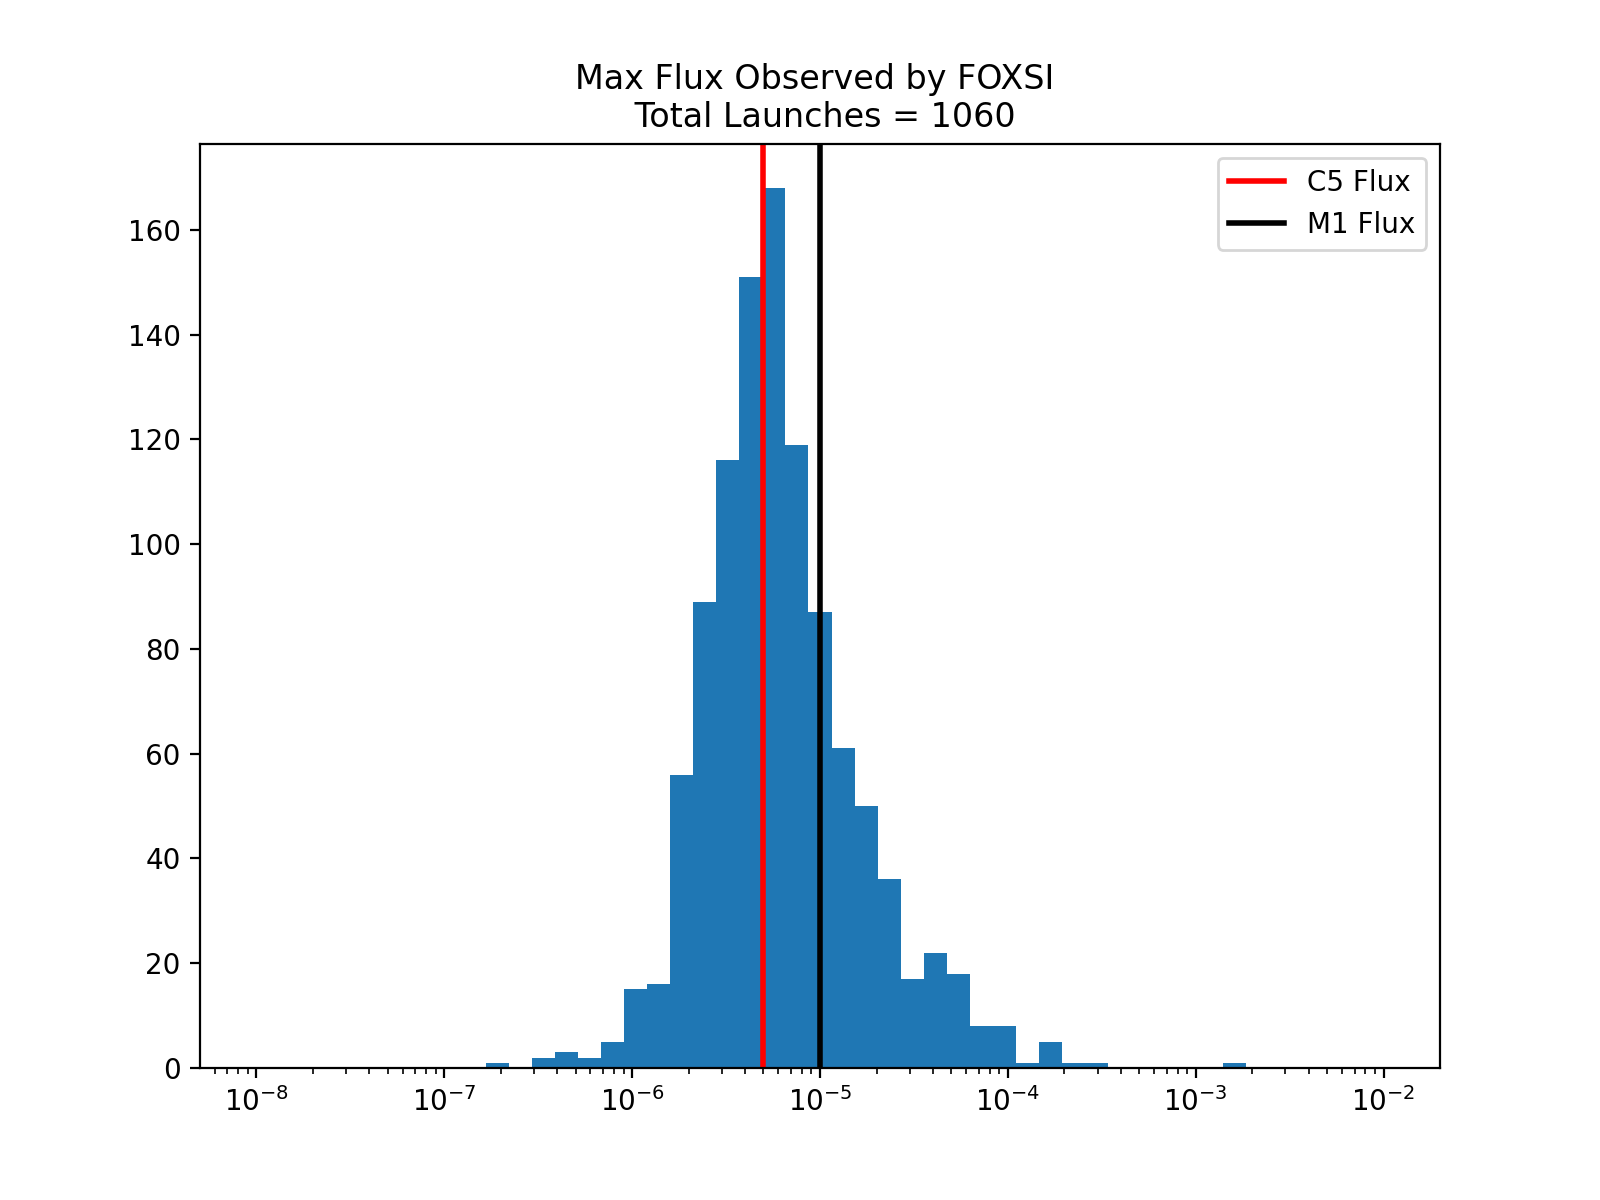 Max Flux Observed by FOXSI
Total Launches = 1060
C5 Flux
M1 Flux
160
140
120
100
80
60
40
20
0
10⁻⁸ 10⁻⁷ 10⁻⁶ 10⁻⁵ 10⁻⁴ 10⁻³ 10⁻²